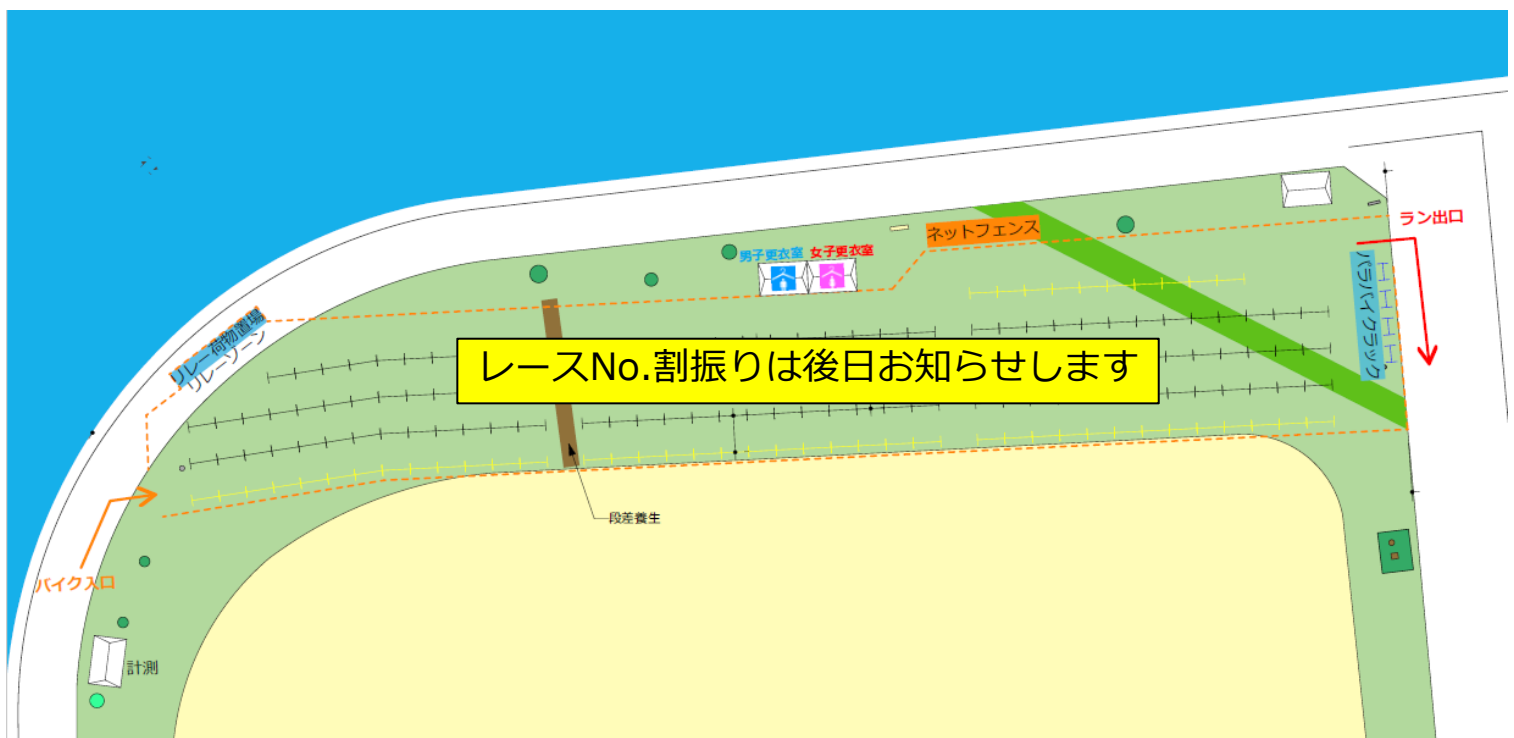 ラン出口
ネットフェンス
男子更衣室
女子更衣室
パラバイクラック
リレー荷物置場
リレーゾーン
レースNo.割振りは後日お知らせします
段差養生
バイク入口
計測